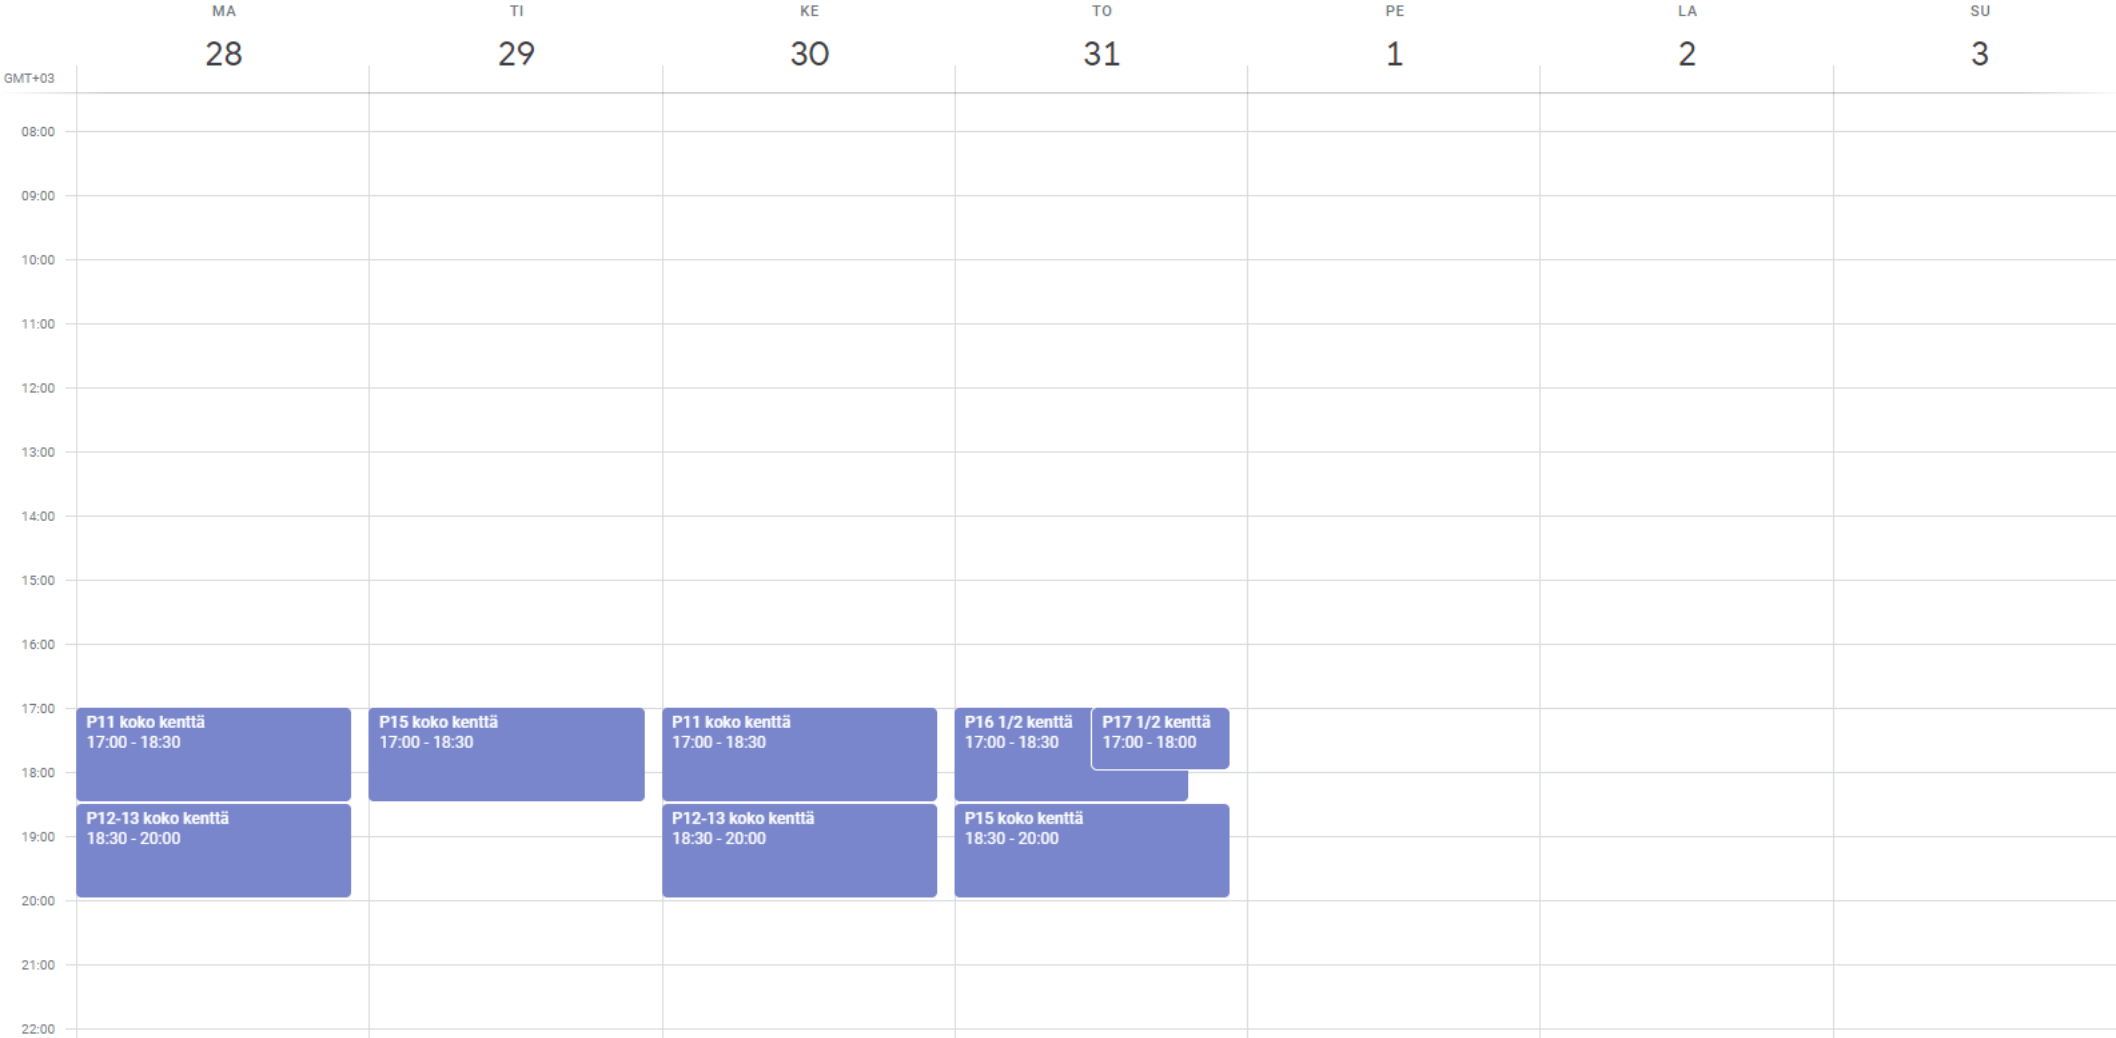 MA
TI
KE
TO
PE
LA
SU
28
29
30
31
1
2
3
GMT+03
08:00
09:00
10:00
11:00
12:00
13:00
14:00
15:00
16:00
17:00
18:00
19:00
20:00
21:00
22:00
P11 koko kenttä
17:00 - 18:30
P12-13 koko kenttä
18:30 - 20:00
P15 koko kenttä
17:00 - 18:30
P11 koko kenttä
17:00 - 18:30
P12-13 koko kenttä
18:30 - 20:00
P16 1/2 kenttä
17:00 - 18:30
P17 1/2 kenttä
17:00 - 18:00
P15 koko kenttä
18:30 - 20:00